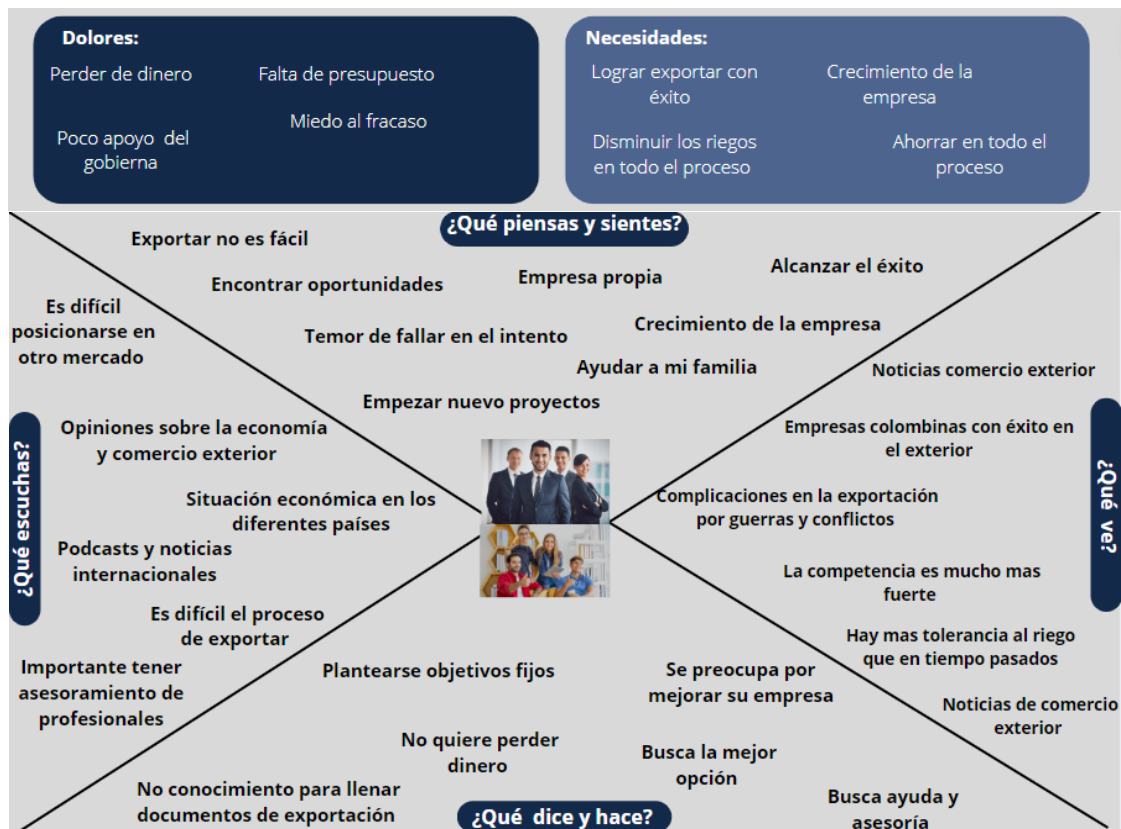 Dolores:
Perder de dinero
Falta de presupuesto
Miedo al fracaso
Poco apoyo del
gobierna
Necesidades:
Lograr exportar con
éxito
Crecimiento de la
empresa
Disminuir los riegos
en todo el proceso
Ahorrar en todo el
proceso
¿Qué piensas y sientes?
Exportar no es fácil
Encontrar oportunidades
Empresa propia
Alcanzar el éxito
Temor de fallar en el intento
Crecimiento de la empresa
Ayudar a mi familia
Empezar nuevo proyectos
¿Qué escuchas?
Es difícil
posicionarse en
otro mercado
Opiniones sobre la economía
y comercio exterior
Situación económica en los
diferentes países
Podcasts y noticias
internacionales
Es difícil el proceso
de exportar
Importante tener
asesoramiento de
profesionales
¿Qué ve?
Noticias comercio exterior
Empresas colombinas con éxito en
el exterior
Complicaciones en la exportación
por guerras y conflictos
La competencia es mucho mas
fuerte
Hay mas tolerancia al riego
que en tiempo pasados
Noticias de comercio
exterior
Plantearse objetivos fijos
Se preocupa por
mejorar su empresa
No quiere perder
dinero
Busca la mejor
opción
No conocimiento para llenar
documentos de exportación
Busca ayuda y
asesoría
¿Qué dice y hace?